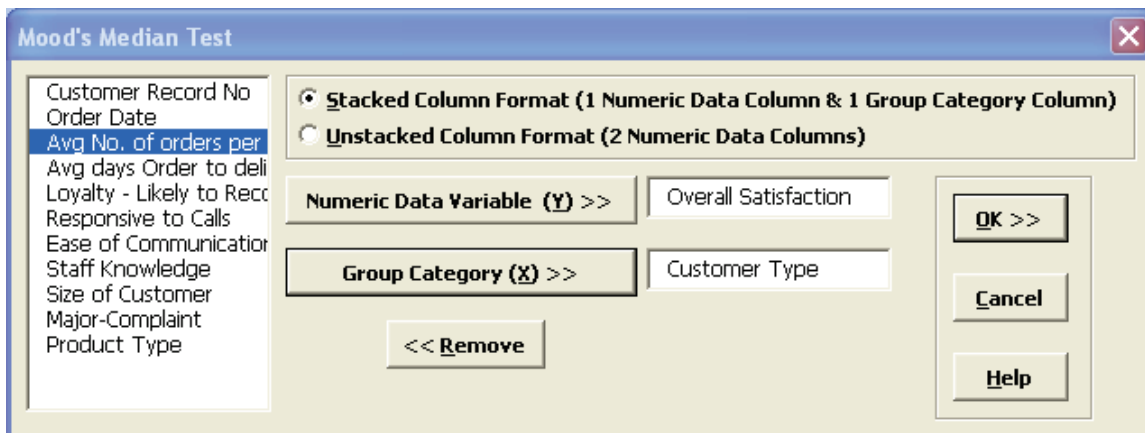 Mood's Median Test
Customer Record No
Order Date
Avg No. of orders per
Avg days Order to deli
Loyalty - Likely to Recc
Responsive to Calls
Ease of Communication
Staff Knowledge
Size of Customer
Major-Complaint
Product Type
Stacked Column Format (1 Numeric Data Column & 1 Group Category Column)
Unstacked Column Format (2 Numeric Data Columns)
Numeric Data Variable (Y) >>
Overall Satisfaction
Group Category (X) >>
Customer Type
<< Remove
OK >>
Cancel
Help